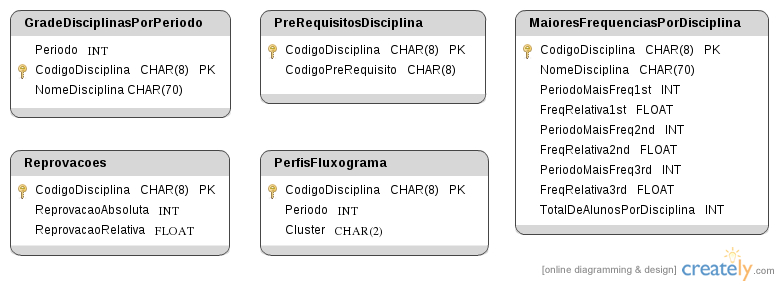 GradeDisciplinasPorPeriodo
Periodo INT
CodigoDisciplina CHAR(8) PK
NomeDisciplina CHAR(70)
PreRequisitosDisciplina
CodigoDisciplina CHAR(8) PK
CodigoPreRequisito CHAR(8)
MaioresFrequenciasPorDisciplina
CodigoDisciplina CHAR(8) PK
NomeDisciplina CHAR(70)
PeriodoMaisFreq1st INT
FreqRelativa1st FLOAT
PeriodoMaisFreq2nd INT
FreqRelativa2nd FLOAT
PeriodoMaisFreq3rd INT
FreqRelativa3rd FLOAT
TotalDeAlunosPorDisciplina INT
Reprovacoes
CodigoDisciplina CHAR(8) PK
ReprovacaoAbsoluta INT
ReprovacaoRelativa FLOAT
PerfisFluxograma
CodigoDisciplina CHAR(8) PK
Periodo INT
Cluster CHAR(2)
[online diagramming & design] creately.com